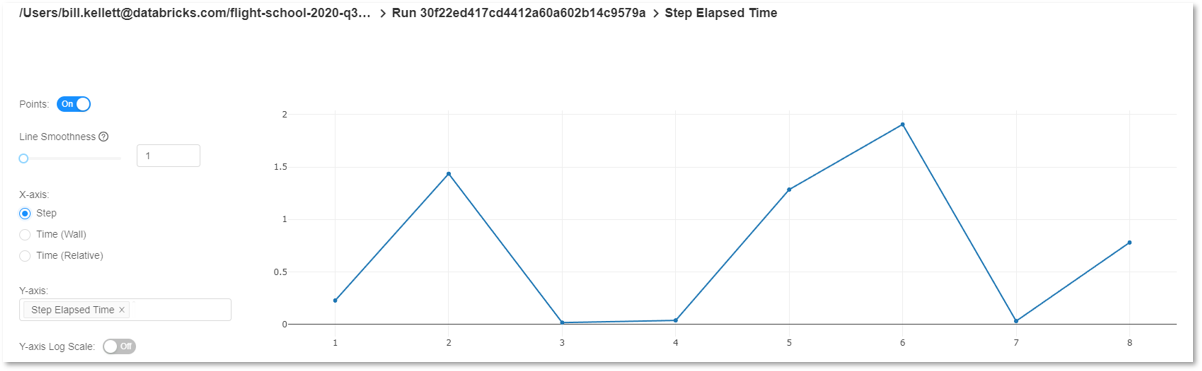 /Users/bill.kellett@databricks.com/flight-school-2020-q3... > Run 30f22ed417cd4412a60a602b14c9579a > Step Elapsed Time
Points: On
Line Smoothness ?
1
X-axis:
Step
Time (Wall)
Time (Relative)
Y-axis:
Step Elapsed Time ×
Y-axis Log Scale: Off
2
1.5
1
0.5
0
1 2 3 4 5 6 7 8